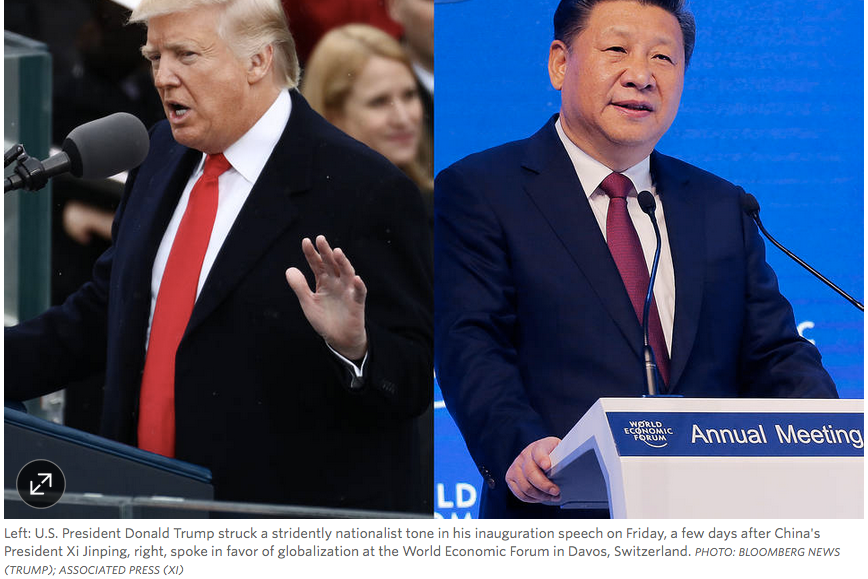 WORLD
ECONOMIC
FORUM
Annual Meeting
LD
Left: U.S. President Donald Trump struck a stridently nationalist tone in his inauguration speech on Friday, a few days after China's
President Xi Jinping, right, spoke in favor of globalization at the World Economic Forum in Davos, Switzerland. PHOTO: BLOOMBERG NEWS
(TRUMP); ASSOCIATED PRESS (XI)